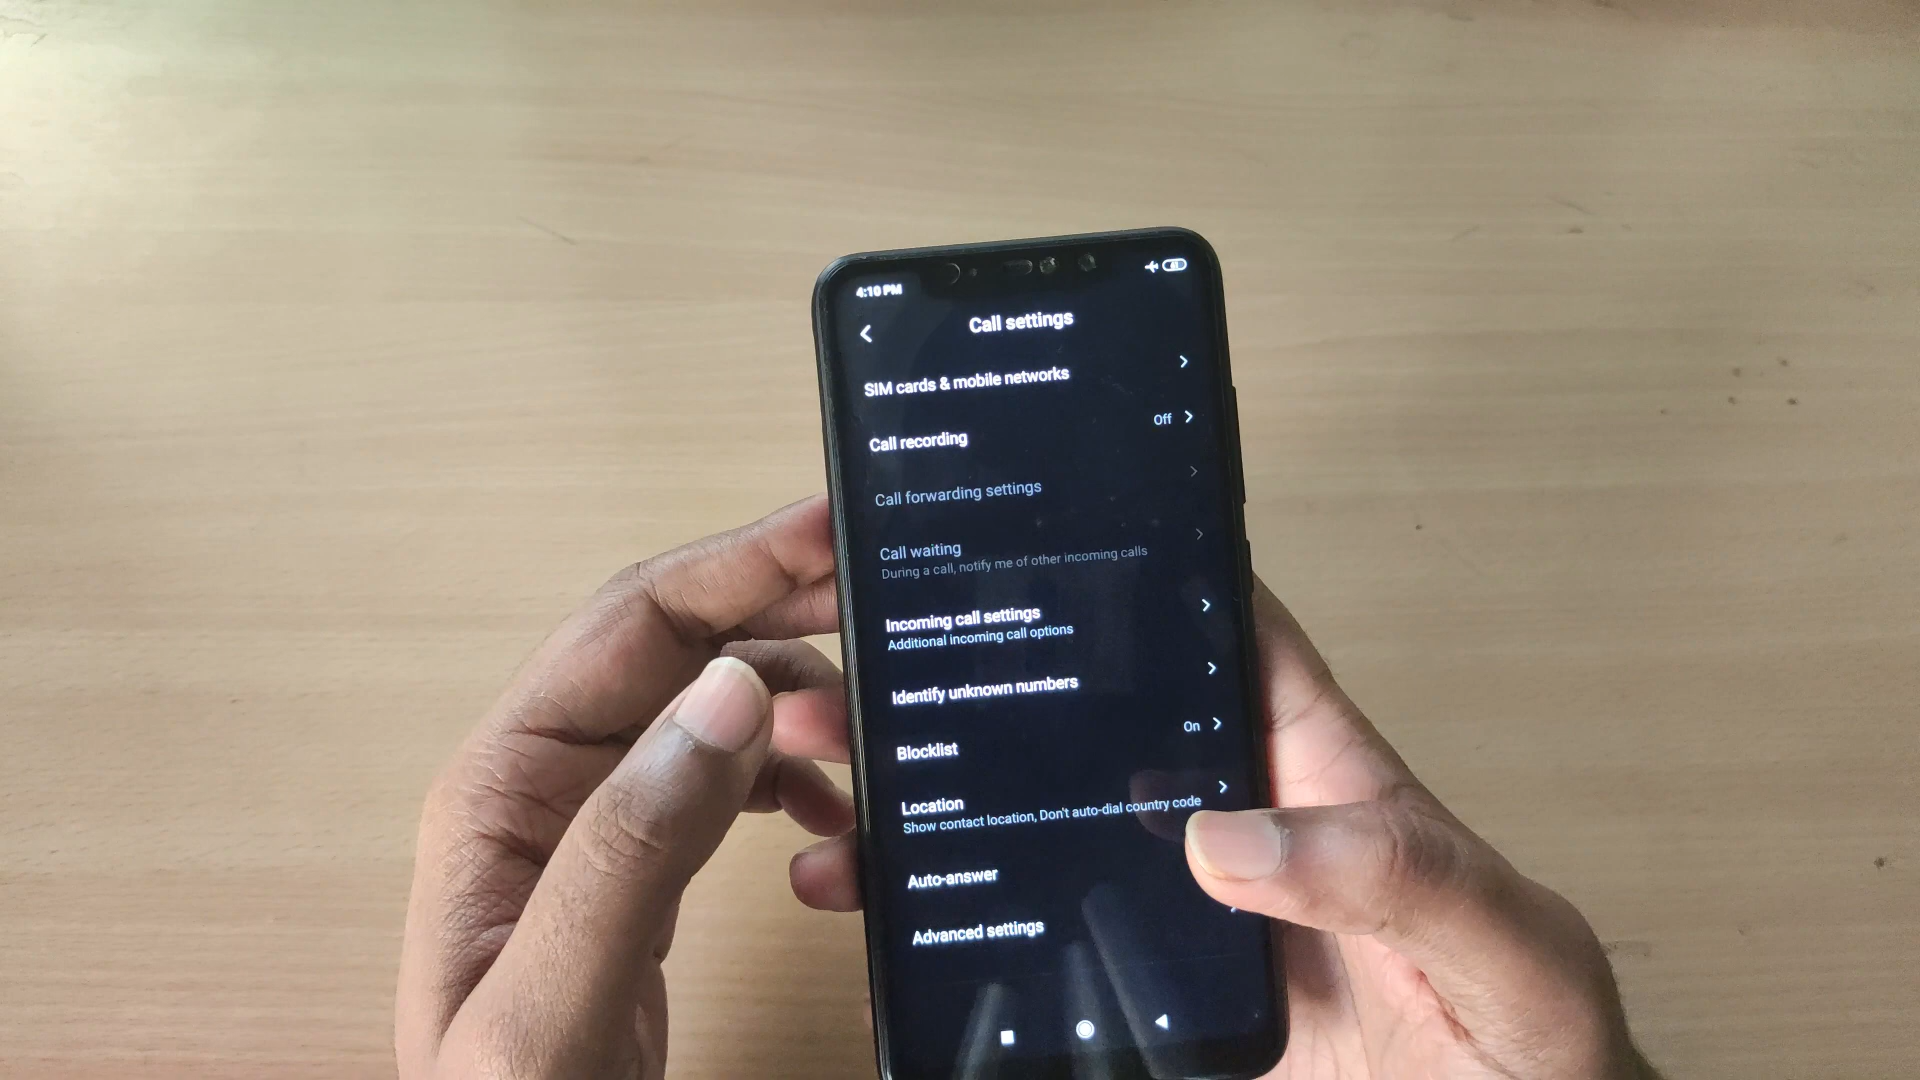 4:10 PM
Call settings
SIM cards & mobile networks
Call recording
Off
Call forwarding settings
Call waiting
During a call, notify me of other incoming calls
Incoming call settings
Additional incoming call options
Identify unknown numbers
Blocklist
On
Location
Show contact location, Don't auto-dial country code
Auto-answer
Advanced settings